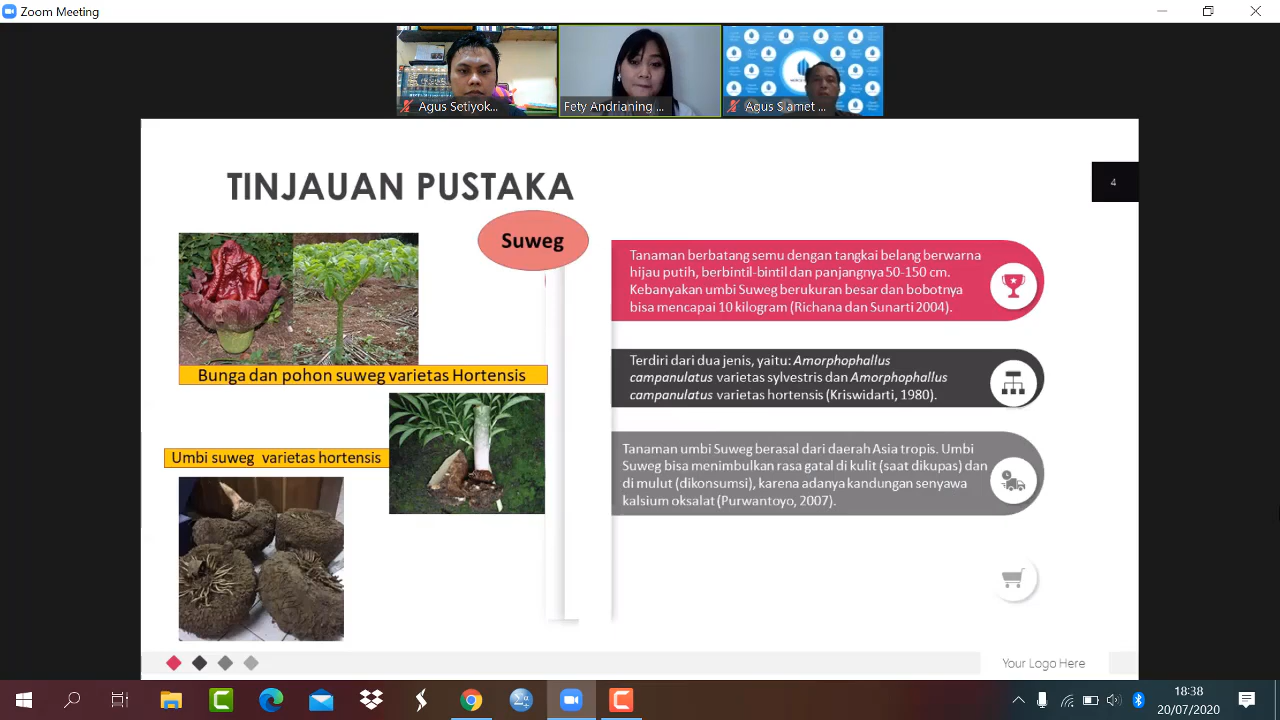 Zoom Meeting
Agus Setiyok...
Fety Andrianing ...
Agus Slamet ...
TINJAUAN PUSTAKA
4
Suweg
Tanaman berbatang semu dengan tangkai belang berwarna
hijau putih, berbintil-bintil dan panjangnya 50-150 cm.
Kebanyakan umbi Suweg berukuran besar dan bobotnya
bisa mencapai 10 kilogram (Richana dan Sunarti 2004).
Bunga dan pohon suweg varietas Hortensis
Terdiri dari dua jenis, yaitu: Amorphophallus
campanulatus varietas sylvestris dan Amorphophallus
campanulatus varietas hortensis (Kriswidarti, 1980).
Umbi suweg varietas hortensis
Tanaman umbi Suweg berasal dari daerah Asia tropis. Umbi
Suweg bisa menimbulkan rasa gatal di kulit (saat dikupas) dan
di mulut (dikonsumsi), karena adanya kandungan senyawa
kalsium oksalat (Purwantoyo, 2007).
Your Logo Here
18:38
20/07/2020